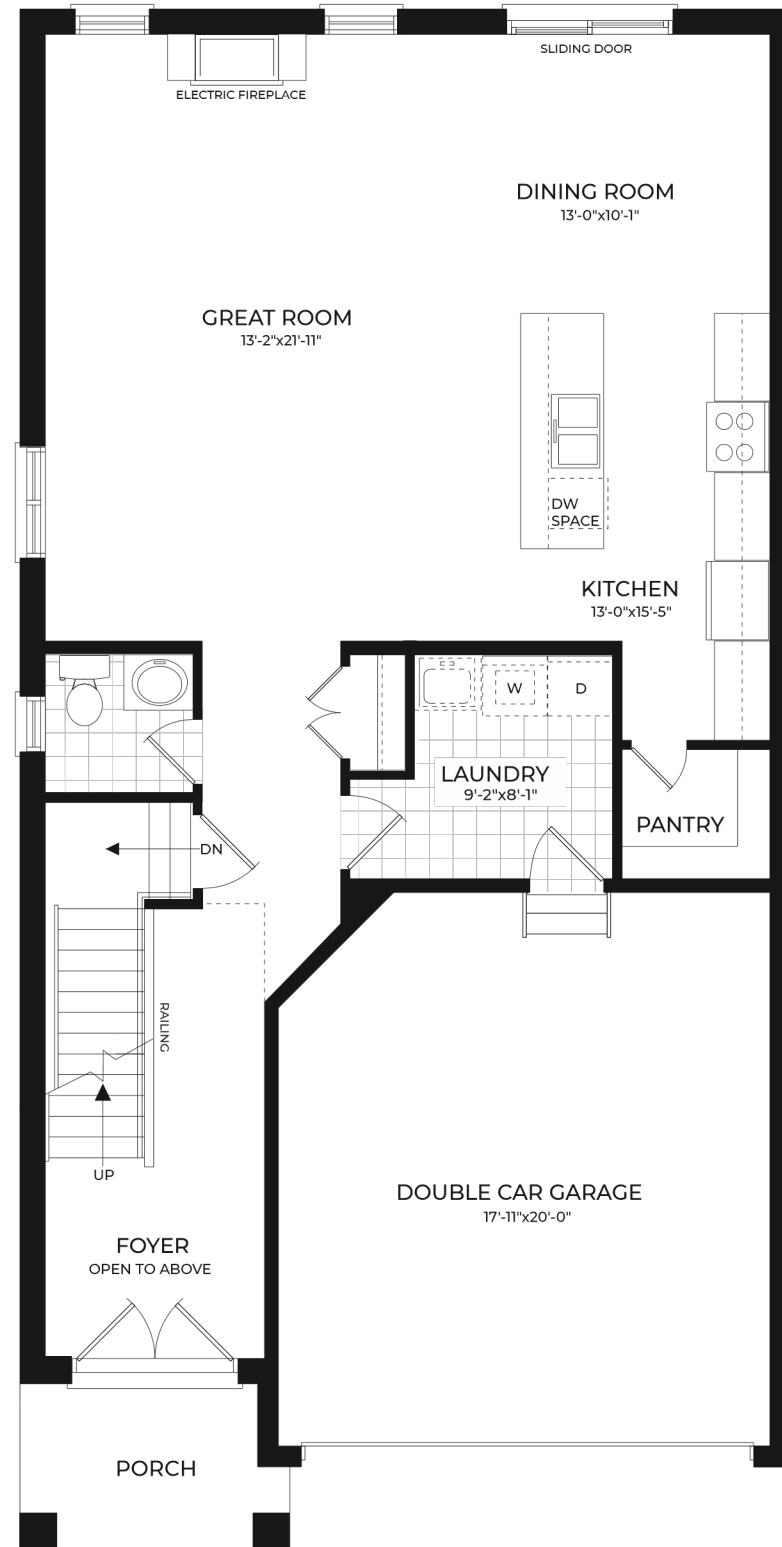 SLIDING DOOR
ELECTRIC FIREPLACE
DINING ROOM
13'-0"x10'-1"
GREAT ROOM
13'-2"x21'-11"
DW
SPACE
KITCHEN
13'-0"x15'-5"
W
D
LAUNDRY
9'-2"x8'-1"
PANTRY
DN
RAILING
UP
DOUBLE CAR GARAGE
17'-11"x20'-0"
FOYER
OPEN TO ABOVE
PORCH